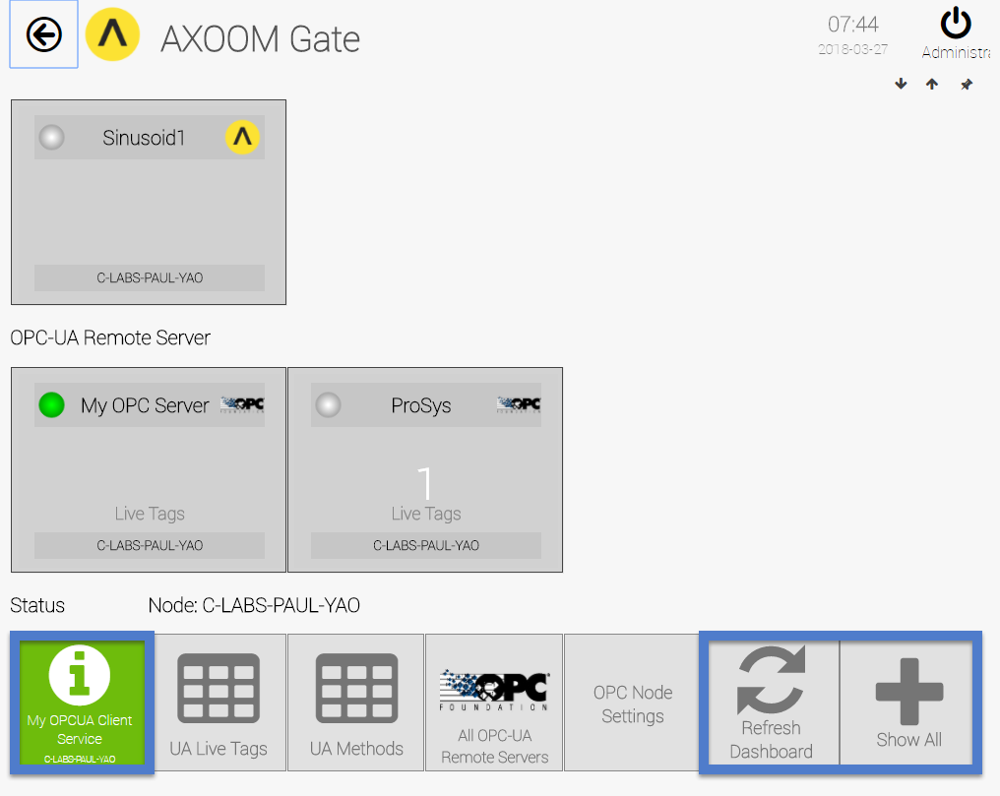 AXOOM Gate
07:44
2018-03-27
Administra
Sinusoid1
C-LABS-PAUL-YAO
OPC-UA Remote Server
My OPC Server
OPC
Live Tags
C-LABS-PAUL-YAO
ProSys
OPC
1
Live Tags
C-LABS-PAUL-YAO
Status
Node: C-LABS-PAUL-YAO
My OPCUA Client
Service
C-LABS-PAUL-YAO
UA Live Tags
UA Methods
OPC
FOUNDATION
All OPC-UA
Remote Servers
OPC Node
Settings
Refresh
Dashboard
Show All